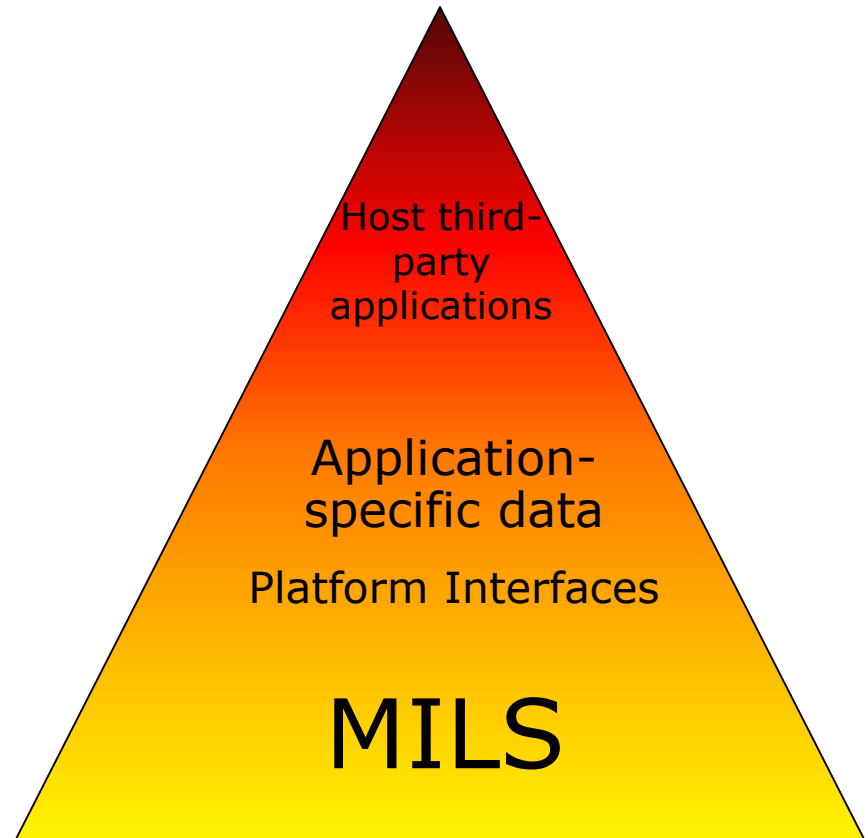 Host third-
party
applications
Application-
specific data
Platform Interfaces
MILS